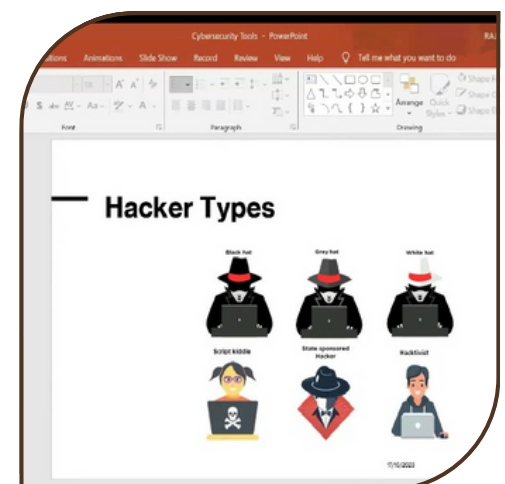 Cybersecurity Tools - PowerPoint
Animations Slide Show Record Review View Help Tell me what you want to do
Arrange Quick
Styles
Font Paragraph Drawing
Hacker Types
Black hat Grey hat White hat
Script kiddie State sponsored Hacktivist
Hacker